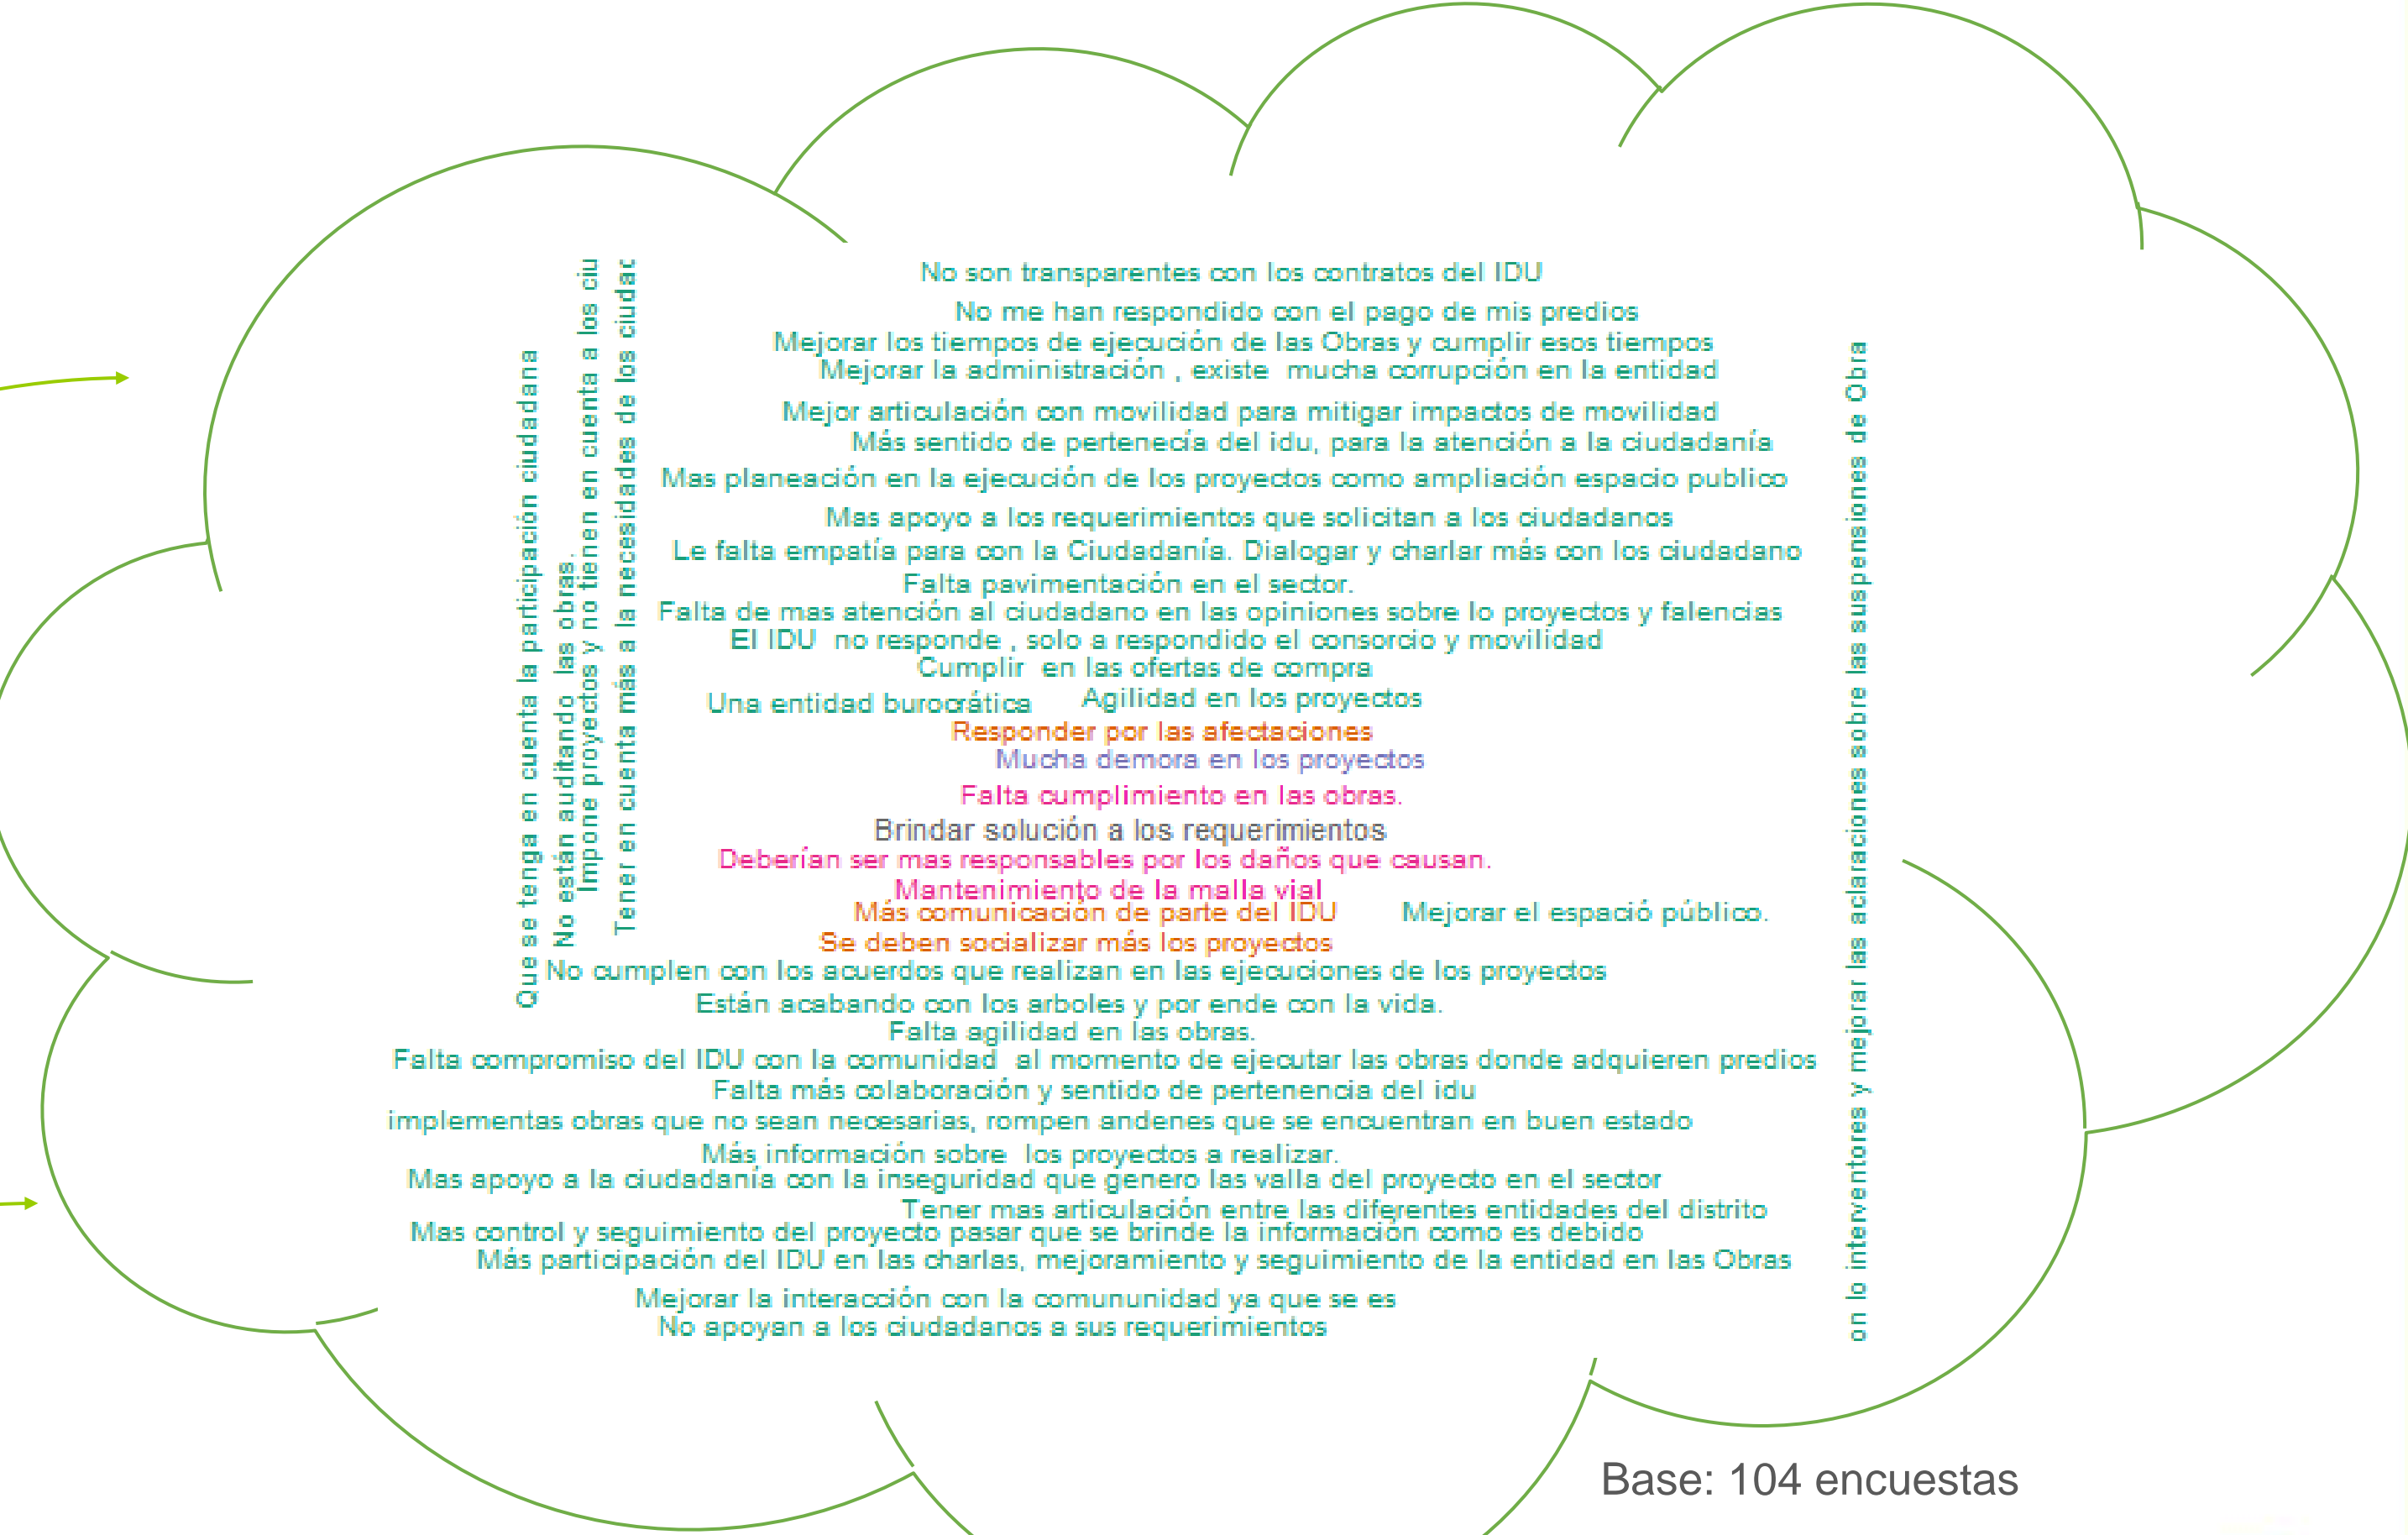 No son transparentes con los contratos del IDU
No me han respondido con el pago de mis predios
Mejorar los tiempos de ejecución de las Obras y cumplir esos tiempos
Mejorar la administración , existe mucha corrupción en la entidad
Mejor articulación con movilidad para mitigar impactos de movilidad
Más sentido de pertenecía del idu, para la atención a la ciudadanía
Mas planeación en la ejecución de los proyectos como ampliación espacio publico
Mas apoyo a los requerimientos que solicitan a los ciudadanos
Le falta empatía para con la Ciudadanía. Dialogar y charlar más con los ciudadano
Falta pavimentación en el sector.
Falta de mas atención al ciudadano en las opiniones sobre lo proyectos y falencias
El IDU no responde , solo a respondido el consorcio y movilidad
Cumplir en las ofertas de compra
Una entidad burocrática
Agilidad en los proyectos
Responder por las afectaciones
Mucha demora en los proyectos
Falta cumplimiento en las obras.
Brindar solución a los requerimientos
Deberían ser mas responsables por los daños que causan.
Mantenimiento de la malla vial
Más comunicación de parte del IDU
Mejorar el espació público.
Se deben socializar más los proyectos
No cumplen con los acuerdos que realizan en las ejecuciones de los proyectos
Están acabando con los arboles y por ende con la vida.
Falta agilidad en las obras.
Falta compromiso del IDU con la comunidad al momento de ejecutar las obras donde adquieren predios
Falta más colaboración y sentido de pertenencia del idu
implementas obras que no sean necesarias, rompen andenes que se encuentran en buen estado
Más información sobre los proyectos a realizar.
Mas apoyo a la ciudadanía con la inseguridad que genero las valla del proyecto en el sector
Tener mas articulación entre las diferentes entidades del distrito
Mas control y seguimiento del proyecto pasar que se brinde la información como es debido
Más participación del IDU en las charlas, mejoramiento y seguimiento de la entidad en las Obras
Mejorar la interacción con la comununidad ya que se es
No apoyan a los ciudadanos a sus requerimientos
Que se tenga en cuenta la participación ciudadana
No están auditando las obras.
Impone proyectos y no tienen en cuenta a los ciu
Tener en cuenta más a la necesidades de los ciudad
on lo interventores y mejorar las aclaraciones sobre las suspensiones de Obra
Base: 104 encuestas